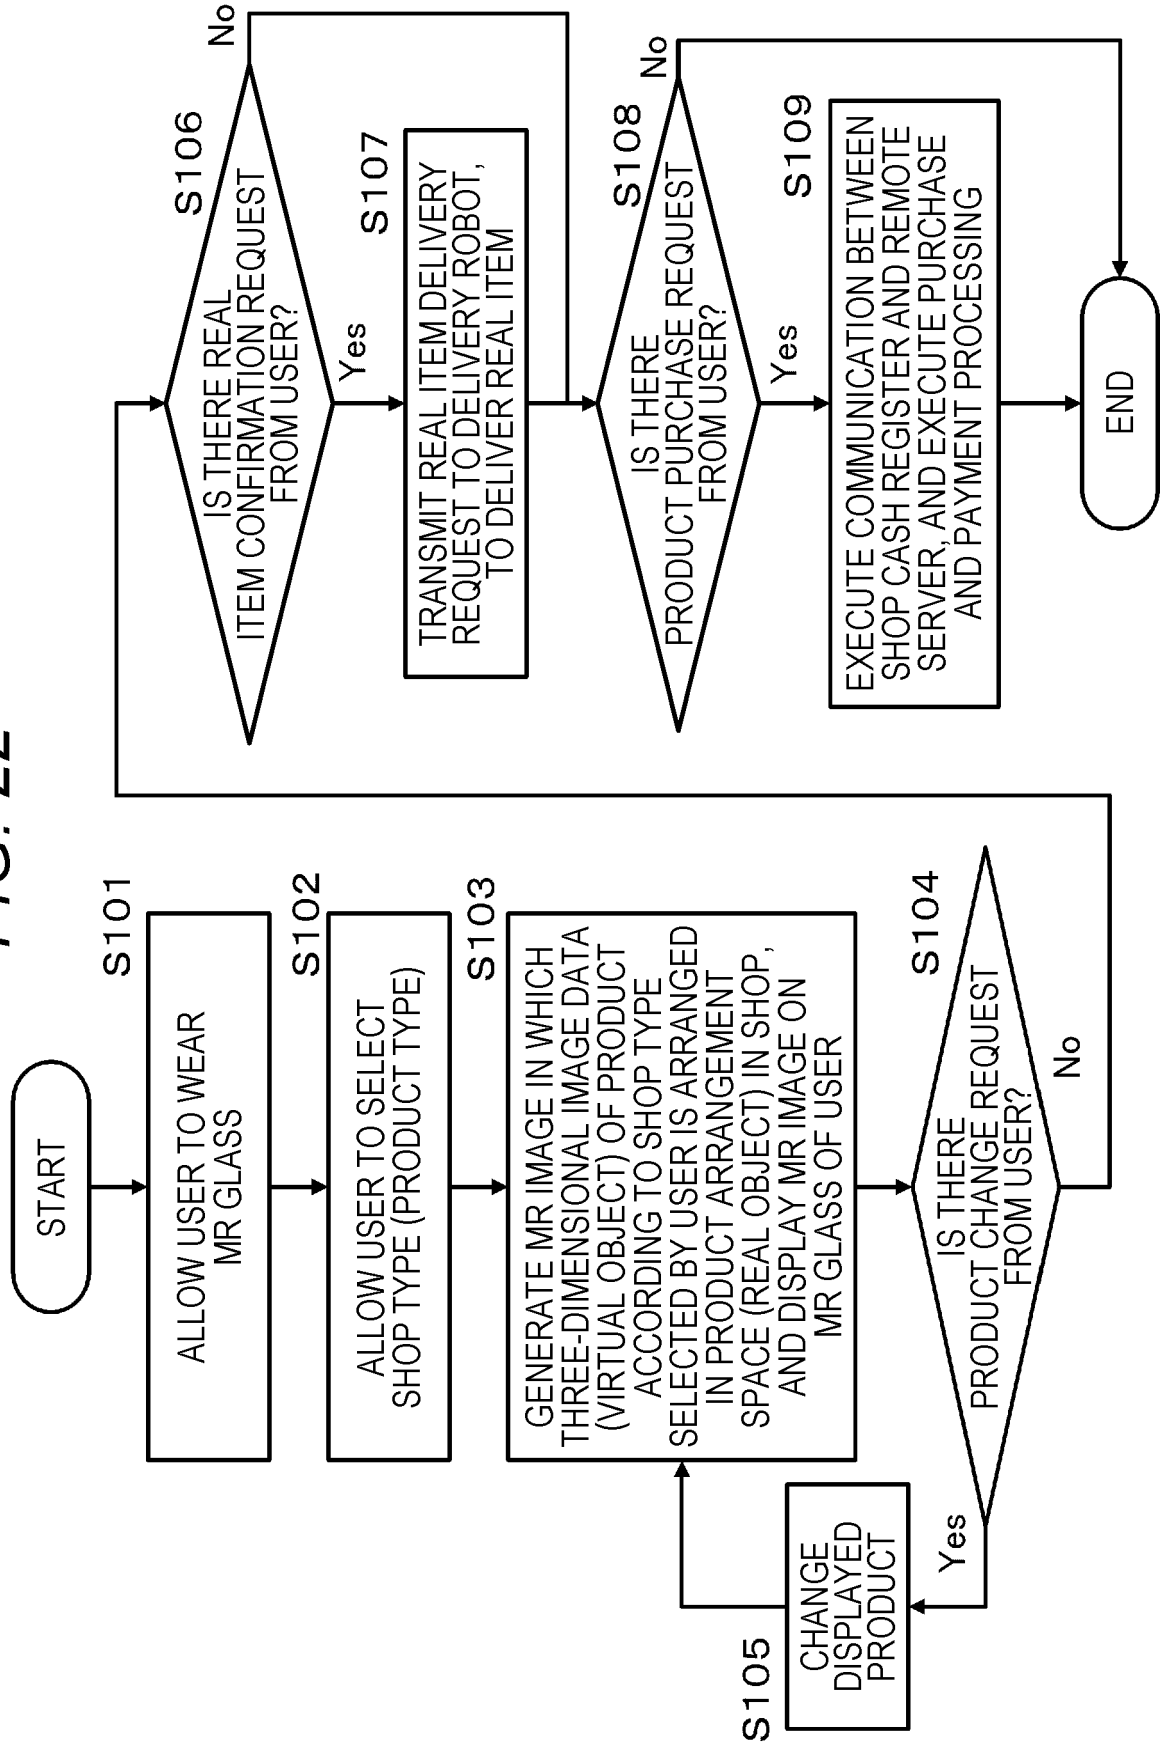 FIG. 22
START
S101
ALLOW USER TO WEAR
MR GLASS
S102
ALLOW USER TO SELECT
SHOP TYPE (PRODUCT TYPE)
S103
GENERATE MR IMAGE IN WHICH
THREE-DIMENSIONAL IMAGE DATA
(VIRTUAL OBJECT) OF PRODUCT
ACCORDING TO SHOP TYPE
SELECTED BY USER IS ARRANGED
IN PRODUCT ARRANGEMENT
SPACE (REAL OBJECT) IN SHOP,
AND DISPLAY MR IMAGE ON
MR GLASS OF USER
S104
IS THERE
PRODUCT CHANGE REQUEST
FROM USER?
Yes
No
S105
CHANGE
DISPLAYED
PRODUCT
S106
IS THERE REAL
ITEM CONFIRMATION REQUEST
FROM USER?
No
Yes
S107
TRANSMIT REAL ITEM DELIVERY
REQUEST TO DELIVERY ROBOT,
TO DELIVER REAL ITEM
S108
IS THERE
PRODUCT PURCHASE REQUEST
FROM USER?
No
Yes
S109
EXECUTE COMMUNICATION BETWEEN
SHOP CASH REGISTER AND REMOTE
SERVER, AND EXECUTE PURCHASE
AND PAYMENT PROCESSING
END